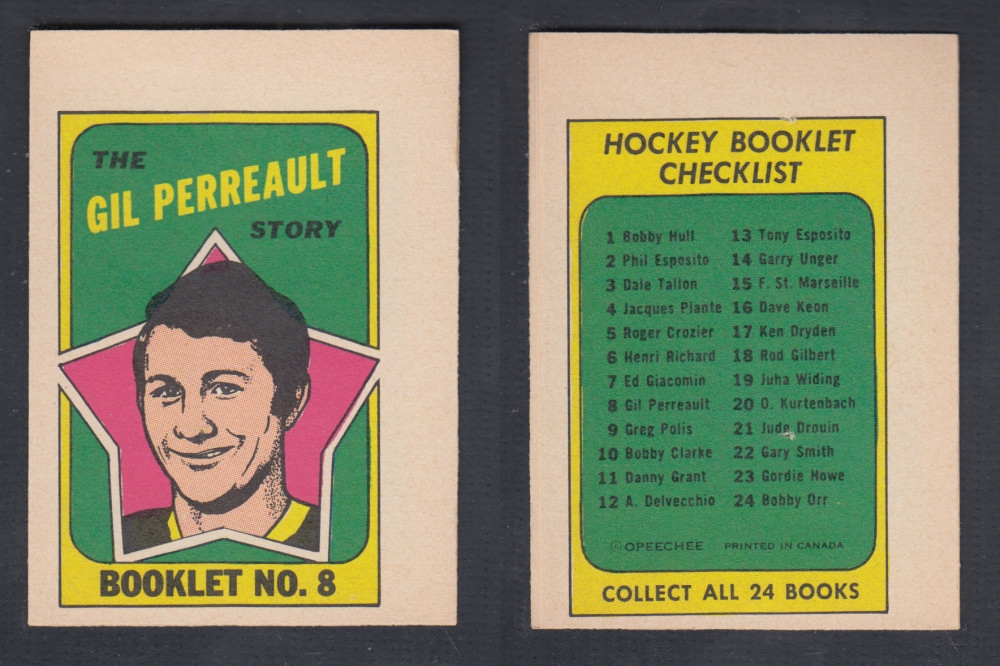 THE
GIL PERREAULT
STORY
BOOKLET NO. 8
HOCKEY BOOKLET
CHECKLIST
1 Bobby Hull
2 Phil Esposito
3 Dale Tallon
4 Jacques Plante
5 Roger Crozier
6 Henri Richard
7 Ed Giacomin
8 Gil Perreault
9 Greg Polis
10 Bobby Clarke
11 Danny Grant
12 A. Delvecchio
13 Tony Esposito
14 Garry Unger
15 F. St. Marseille
16 Dave Keon
17 Ken Dryden
18 Rod Gilbert
19 Juha Widing
20 O. Kurtenbach
21 Jude Drouin
22 Gary Smith
23 Gordie Howe
24 Bobby Orr
©OPEECHEE PRINTED IN CANADA
COLLECT ALL 24 BOOKS